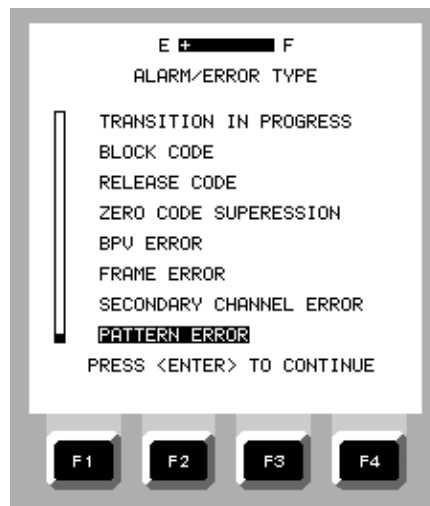 E + F
ALARM/ERROR TYPE
TRANSITION IN PROGRESS
BLOCK CODE
RELEASE CODE
ZERO CODE SUPERESSION
BPV ERROR
FRAME ERROR
SECONDARY CHANNEL ERROR
PATTERN ERROR
PRESS <ENTER> TO CONTINUE
F1 F2 F3 F4